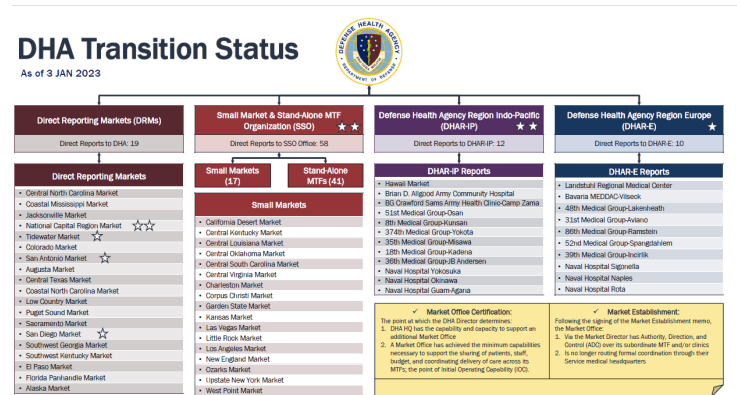 DHA Transition Status
As of 3 JAN 2023
DEFENSE HEALTH AGENCY
DEPARTMENT OF DEFENSE
Direct Reporting Markets (DRMs)
Direct Reports to DHA: 19
Direct Reporting Markets
• Central North Carolina Market
• Coastal Mississippi Market
• Jacksonville Market
• National Capital Region Market
• Tidewater Market
• Colorado Market
• San Antonio Market
• Augusta Market
• Central Texas Market
• Coastal North Carolina Market
• Low Country Market
• Puget Sound Market
• Sacramento Market
• San Diego Market
• Southwest Georgia Market
• Southwest Kentucky Market
• El Paso Market
• Florida Panhandle Market
• Alaska Market
Small Market & Stand-Alone MTF
Organization (SSO)
Direct Reports to SSO Office: 58
Small Markets
(17)
Stand-Alone
MTFs (41)
Small Markets
• California Desert Market
• Central Kentucky Market
• Central Louisiana Market
• Central Oklahoma Market
• Central South Carolina Market
• Central Virginia Market
• Charleston Market
• Corpus Christi Market
• Garden State Market
• Kansas Market
• Las Vegas Market
• Little Rock Market
• Los Angeles Market
• New England Market
• Ozarks Market
• Upstate New York Market
• West Point Market
Defense Health Agency Region Indo-Pacific
(DHAR-IP)
Direct Reports to DHAR-IP: 12
DHAR-IP Reports
• Hawaii Market
• Brian D. Allgood Army Community Hospital
• BG Crawford Sams Army Health Clinic-Camp Zama
• 51st Medical Group-Osan
• 8th Medical Group-Kunsan
• 374th Medical Group-Yokota
• 35th Medical Group-Misawa
• 18th Medical Group-Kadena
• 36th Medical Group-JB Andersen
• Naval Hospital Yokosuka
• Naval Hospital Okinawa
• Naval Hospital Guam-Agana
Defense Health Agency Region Europe
(DHAR-E)
Direct Reports to DHAR-E: 10
DHAR-E Reports
• Landstuhl Regional Medical Center
• Bavaria MEDDAC-Vilseck
• 48th Medical Group-Lakenheath
• 31st Medical Group-Aviano
• 86th Medical Group-Ramstein
• 52nd Medical Group-Spangdahlem
• 39th Medical Group-Incirlik
• Naval Hospital Sigonella
• Naval Hospital Naples
• Naval Hospital Rota
✓ Market Office Certification:
The point at which the DHA Director determines:
1. DHA HQ has the capability and capacity to support an
additional Market Office
2. A Market Office has achieved the minimum capabilities
necessary to support the sharing of patients, staff,
budget, and coordinating delivery of care across its
MTFs; the point of Initial Operating Capability (IOC).
✓ Market Establishment:
Following the signing of the Market Establishment memo,
the Market Office:
1. Via the Market Director has Authority, Direction, and
Control (ADC) over its subordinate MTF and/or clinics
2. Is no longer routing formal coordination through their
Service medical headquarters